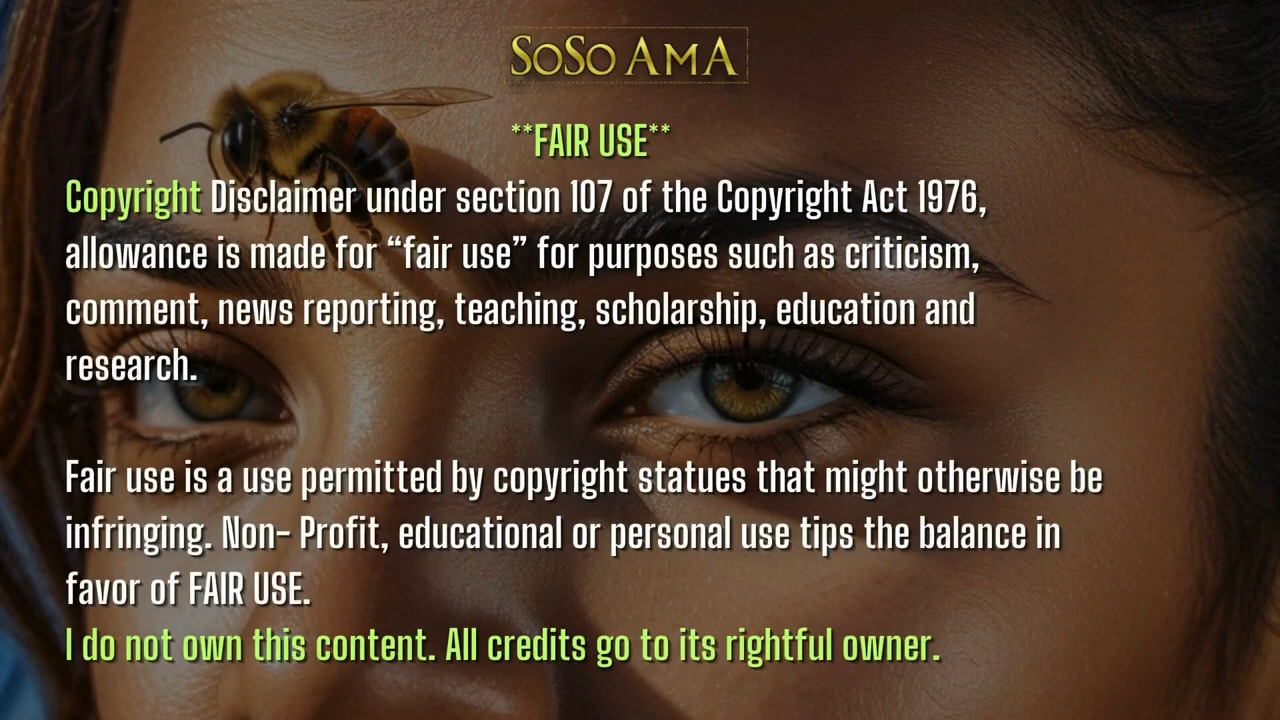 SoSo AmA
**FAIR USE**
Copyright Disclaimer under section 107 of the Copyright Act 1976,
allowance is made for “fair use” for purposes such as criticism,
comment, news reporting, teaching, scholarship, education and
research.
Fair use is a use permitted by copyright statues that might otherwise be
infringing. Non- Profit, educational or personal use tips the balance in
favor of FAIR USE.
I do not own this content. All credits go to its rightful owner.